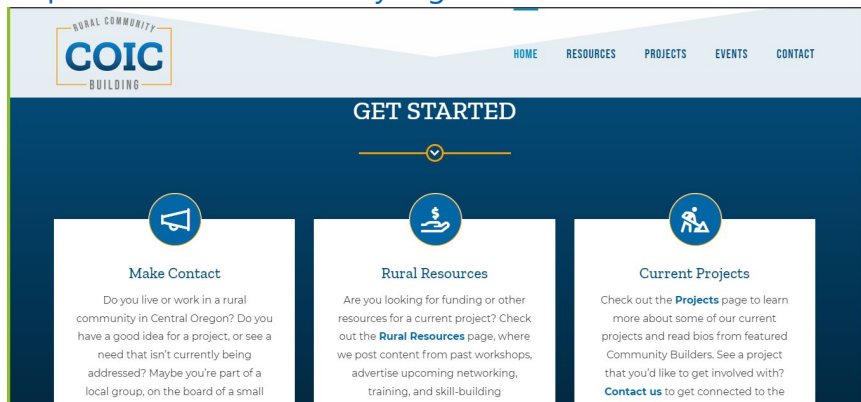 RURAL COMMUNITY
COIC
BUILDING
HOME RESOURCES PROJECTS EVENTS CONTACT
GET STARTED
Make Contact
Do you live or work in a rural
community in Central Oregon? Do you
have a good idea for a project, or see a
need that isn't currently being
addressed? Maybe you're part of a
local group, on the board of a small
Rural Resources
Are you looking for funding or other
resources for a current project? Check
out the Rural Resources page, where
we post content from past workshops,
advertise upcoming networking,
training, and skill-building
Current Projects
Check out the Projects page to learn
more about some of our current
projects and read bios from featured
Community Builders. See a project
that you'd like to get involved with?
Contact us to get connected to the